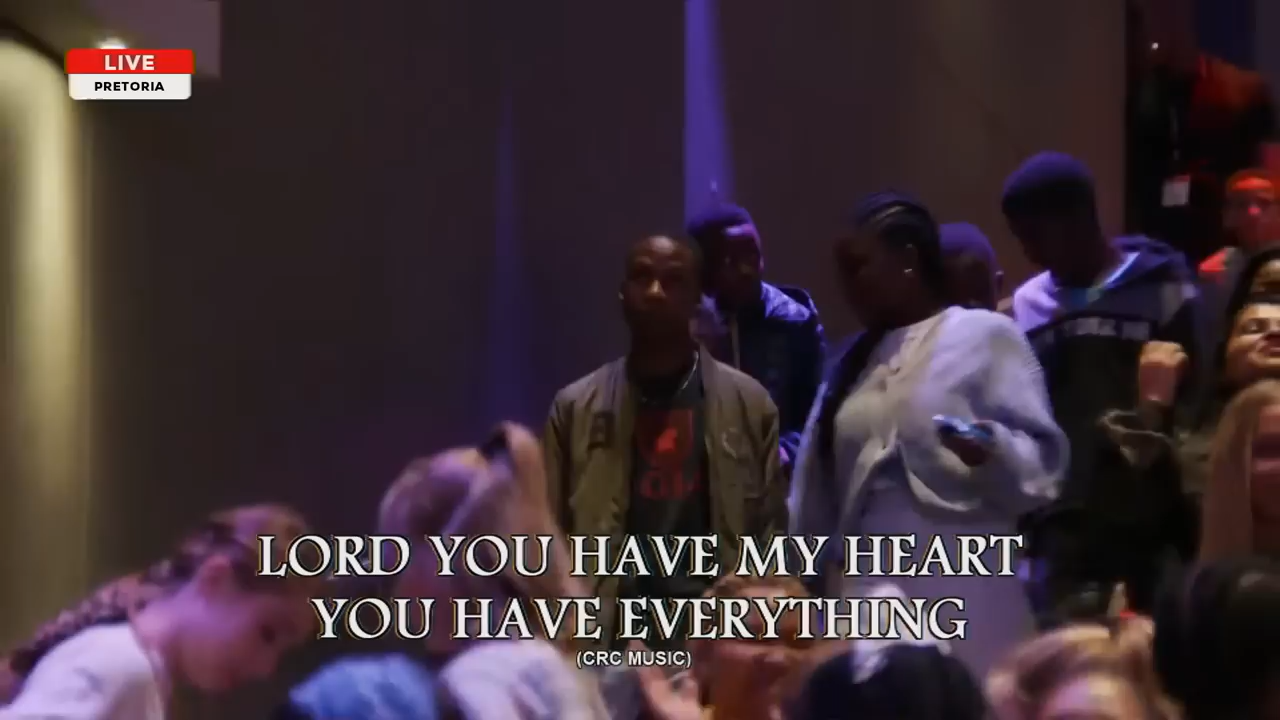 LIVE
PRETORIA
LORD YOU HAVE MY HEART
YOU HAVE EVERYTHING
(CRC MUSIC)